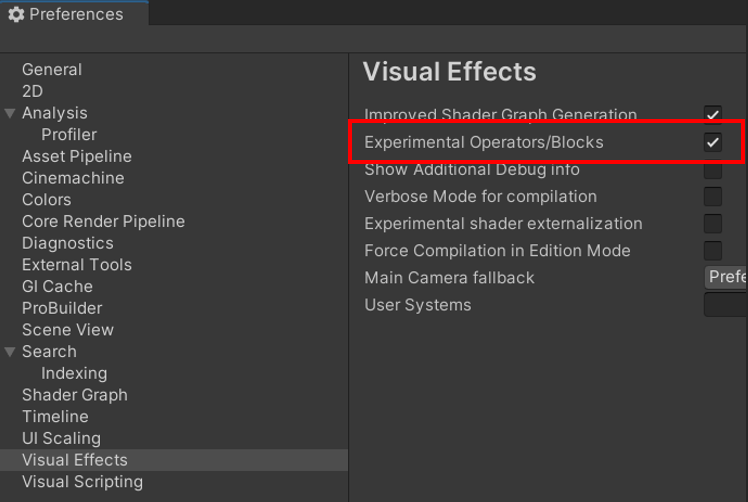 Preferences
General
2D
Analysis
Profiler
Asset Pipeline
Cinemachine
Colors
Core Render Pipeline
Diagnostics
External Tools
GI Cache
ProBuilder
Scene View
Search
Indexing
Shader Graph
Timeline
UI Scaling
Visual Effects
Visual Scripting
Visual Effects
Improved Shader Graph Generation
Experimental Operators/Blocks
Show Additional Debug info
Verbose Mode for compilation
Experimental shader externalization
Force Compilation in Edition Mode
Main Camera fallback
Prefe
User Systems